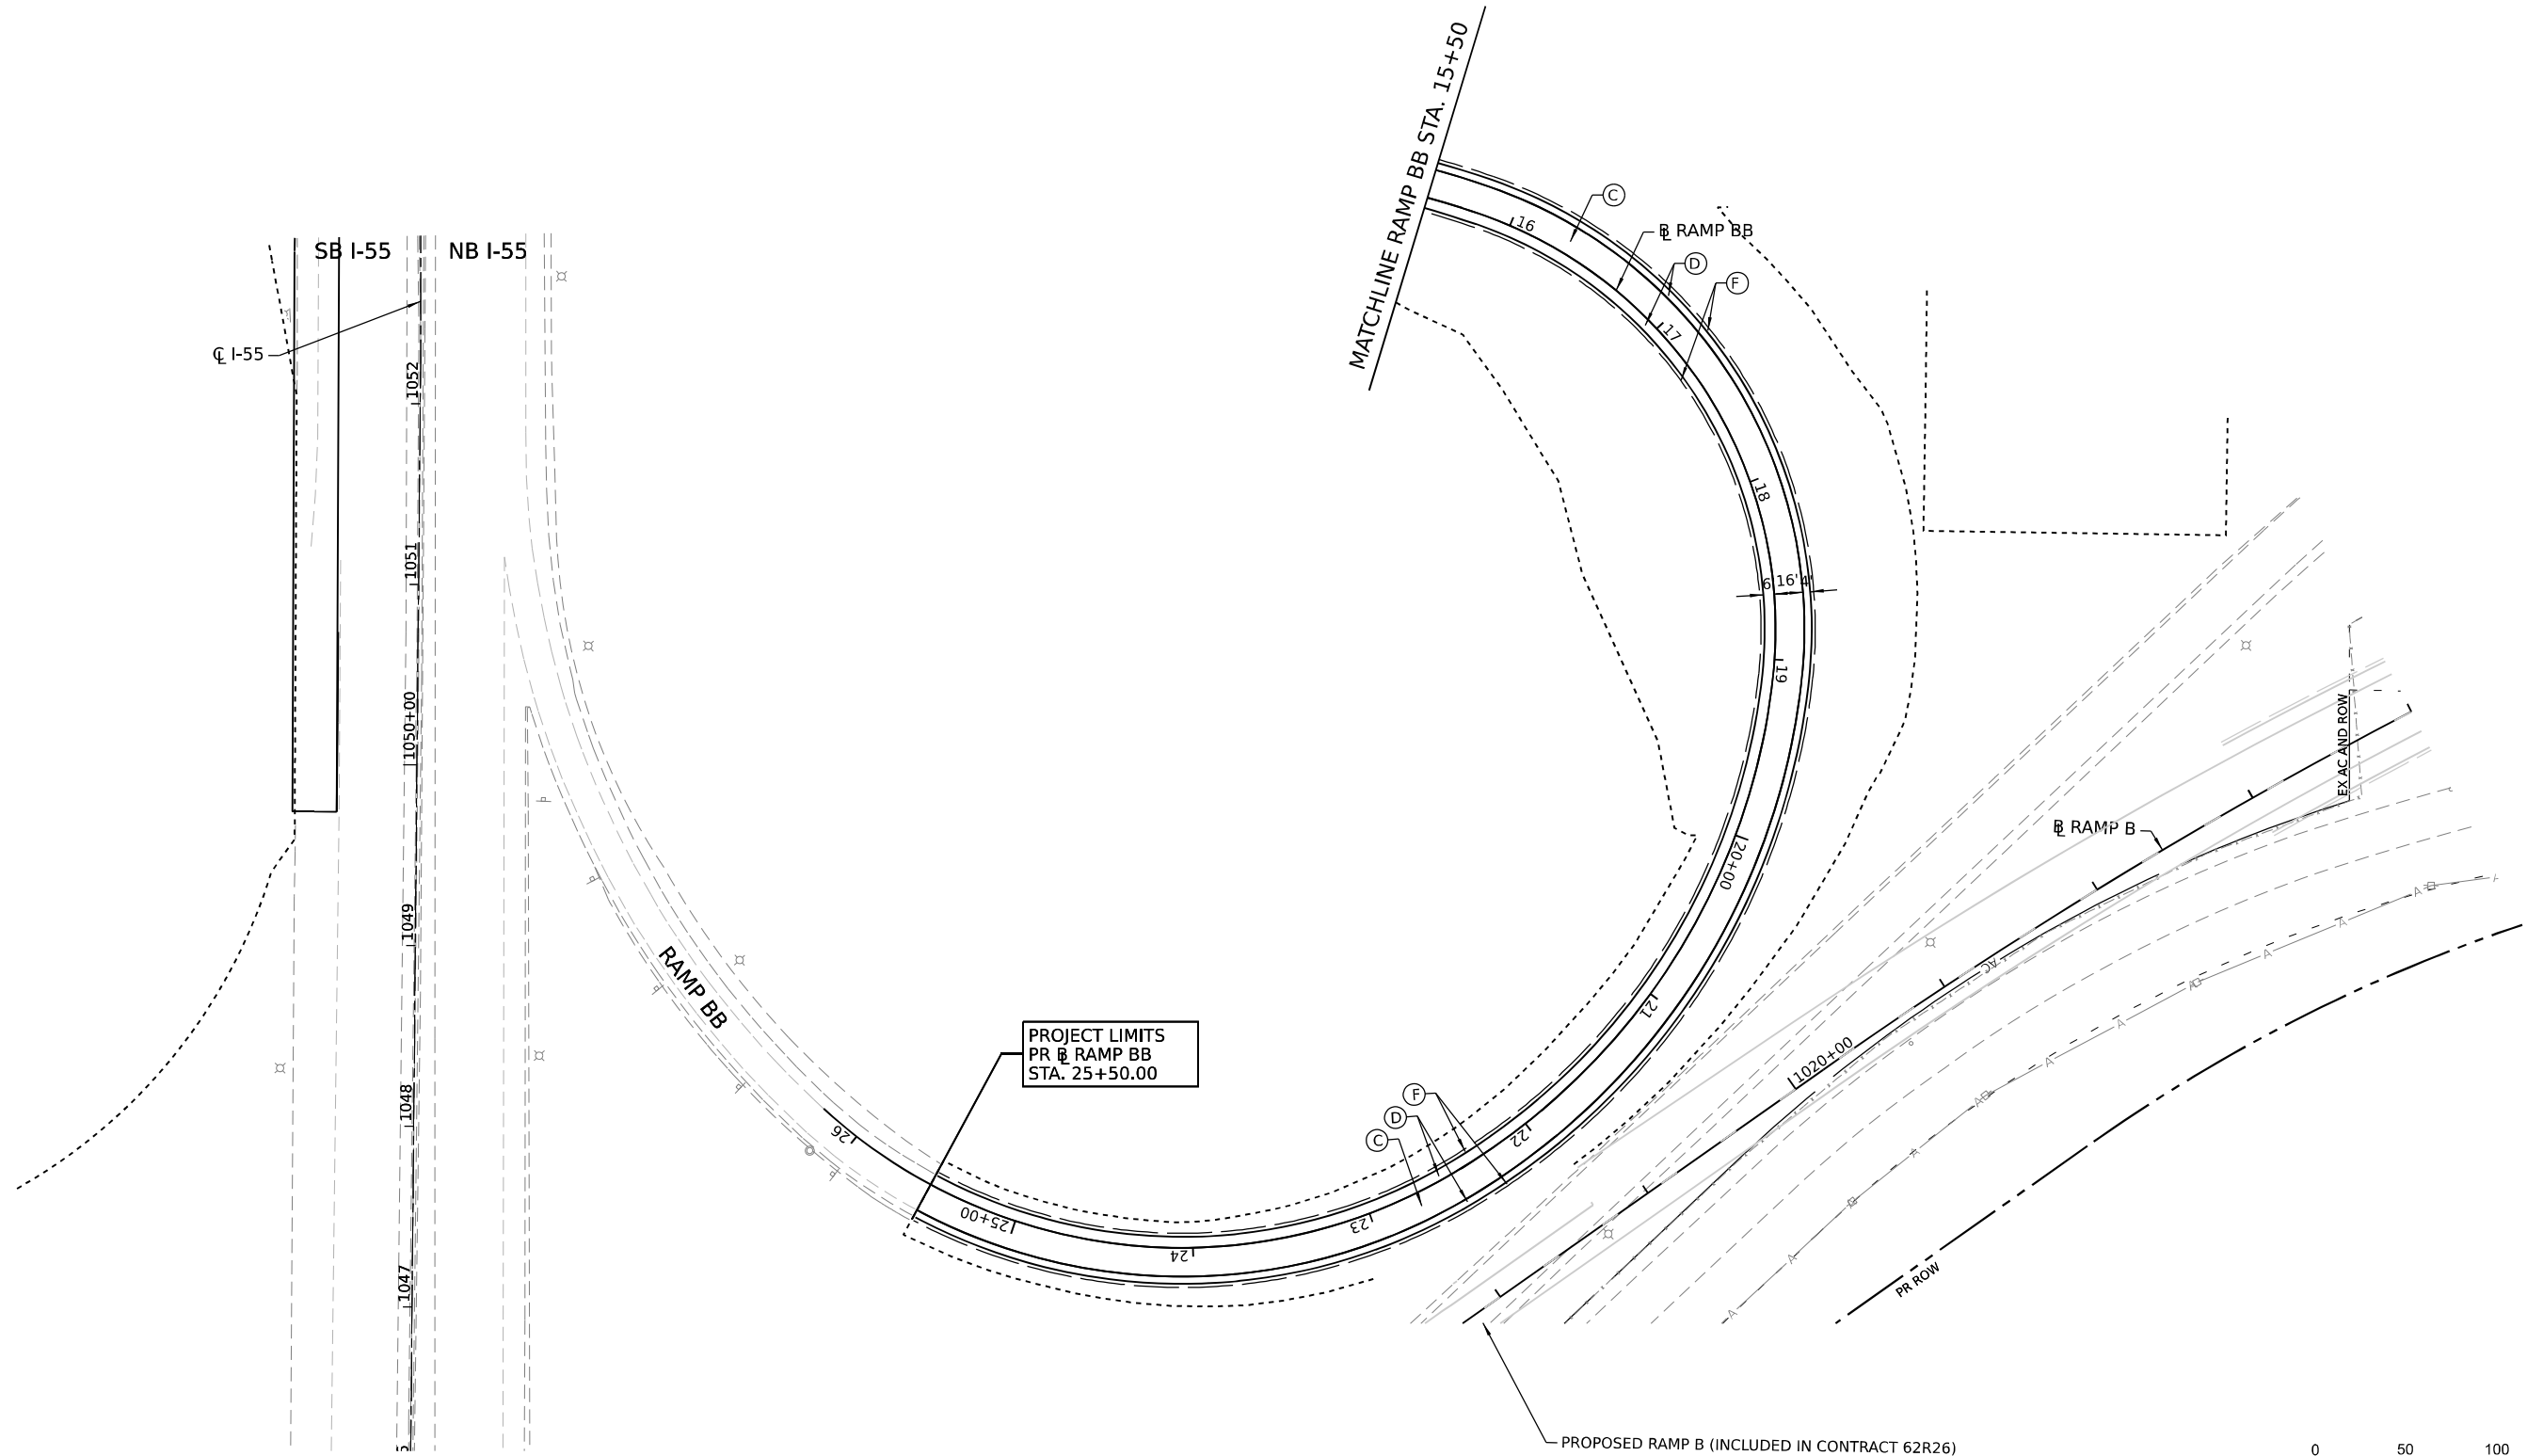 MATCHLINE RAMP BB STA. 15+50
C
16
℄ RAMP BB
D
F
17
SB I-55
NB I-55
℄ I-55
1052
1051
1050+00
1049
1048
1047
18
6' 16' 4'
19
20+00
21
22
23
24
25+00
26
RAMP BB
PROJECT LIMITS
PR ℄ RAMP BB
STA. 25+50.00
F
D
C
EX AC AND ROW
℄ RAMP B
AC
A
A
A
A
A
A
A
A
A
A
A
A
1020+00
PR ROW
PROPOSED RAMP B (INCLUDED IN CONTRACT 62R26)
0 50 100